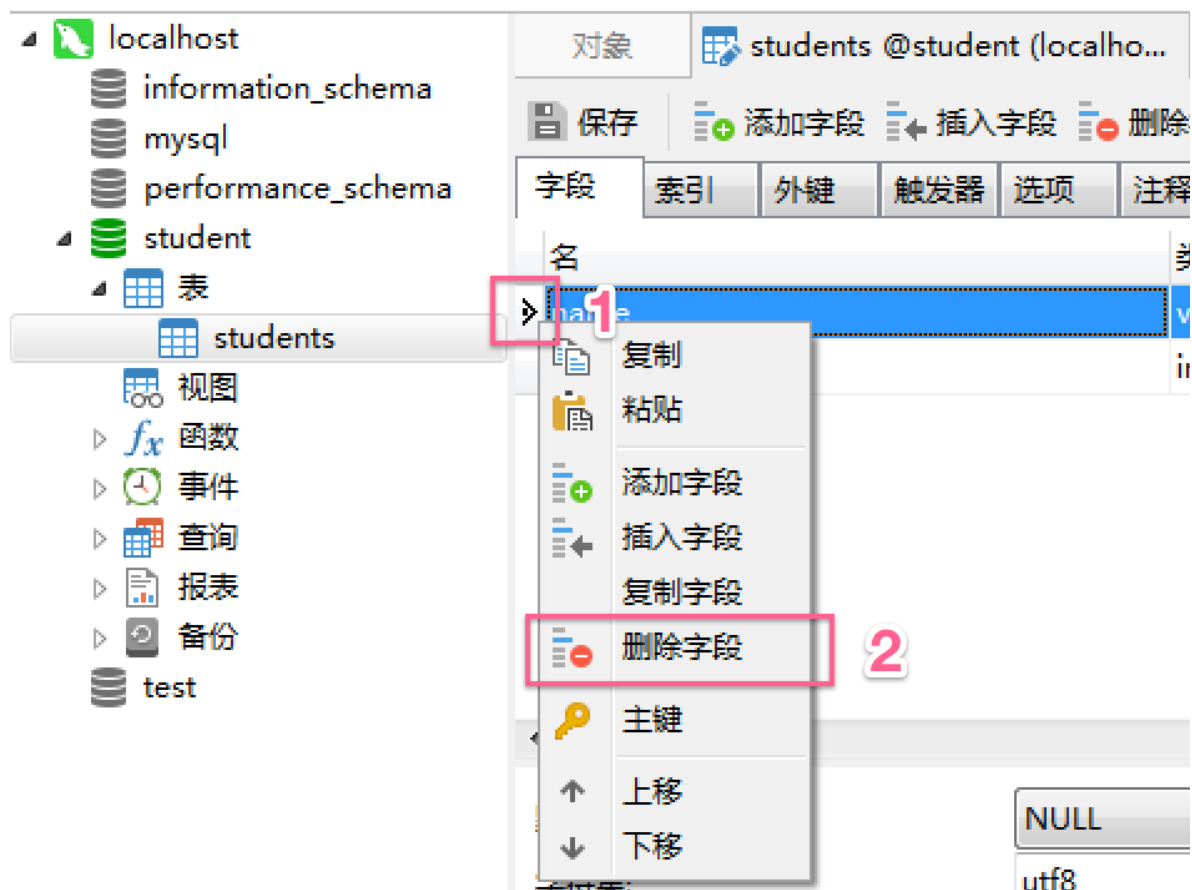 localhost
information_schema
mysql
performance_schema
student
表
students
视图
fx 函数
事件
查询
报表
备份
test
对象
students @student (localho...
保存
添加字段
插入字段
删除
字段
索引
外键
触发器
选项
注释
名
1
复制
粘贴
添加字段
插入字段
复制字段
删除字段
2
主键
上移
下移
NULL
utf8